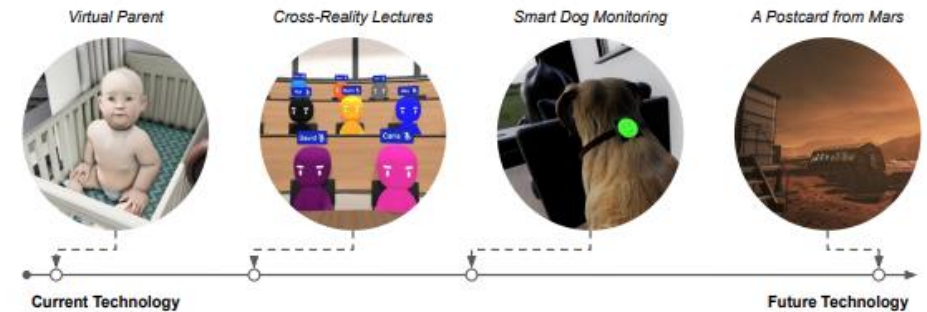 Virtual Parent
Cross-Reality Lectures
Smart Dog Monitoring
A Postcard from Mars
David
Carla
Current Technology
Future Technology